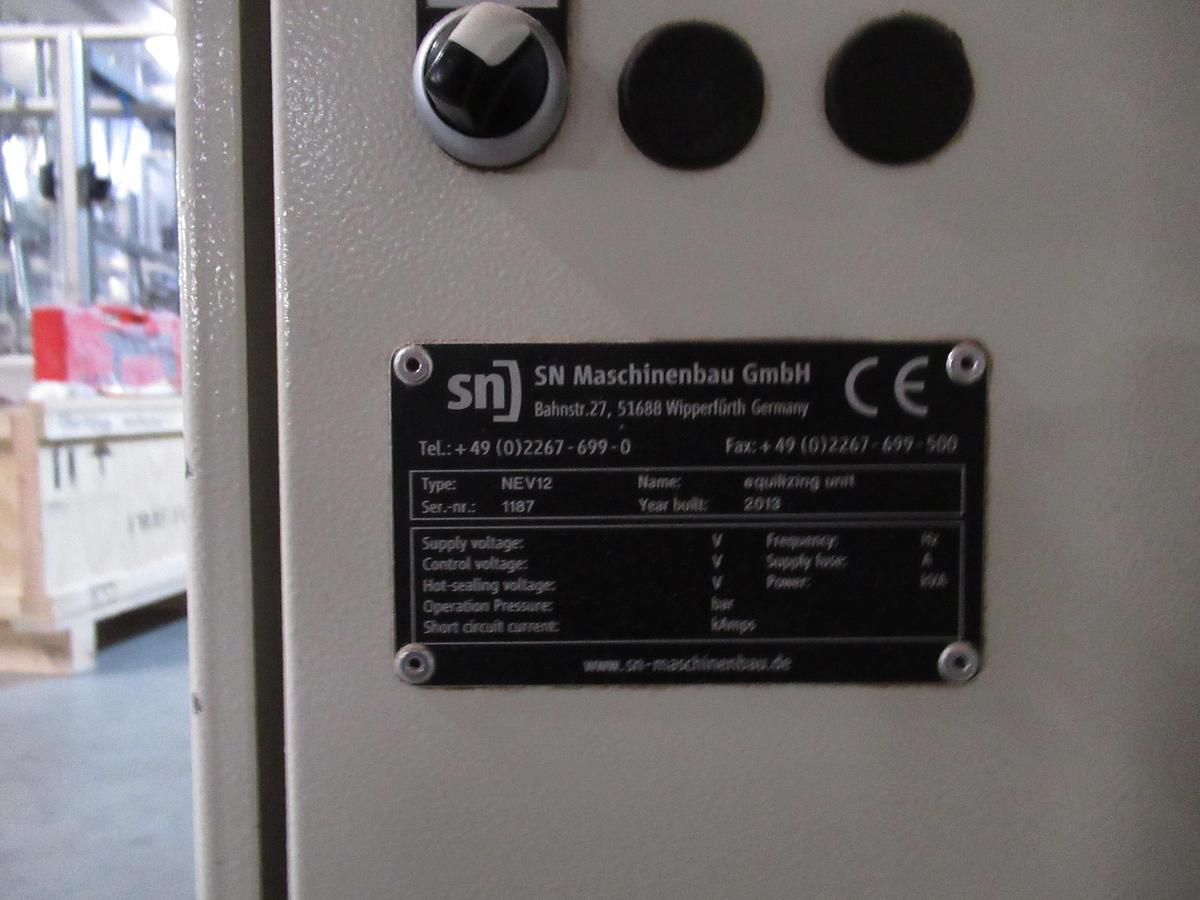 sn] SN Maschinenbau GmbH CE
Bahnstr.27, 51688 Wipperfürth Germany
Tel.: + 49 (0)2267 - 699 - 0 Fax: + 49 (0)2267 - 699 - 500
Type: NEV12 Name: equilizing unit
Ser.-nr.: 1187 Year built: 2013
Supply voltage: V Frequency: Hz
Control voltage: V Supply fuse: A
Hot-sealing voltage: V Power: kVA
Operation Pressure: bar
Short circuit current: kAmps
www.sn-maschinenbau.de